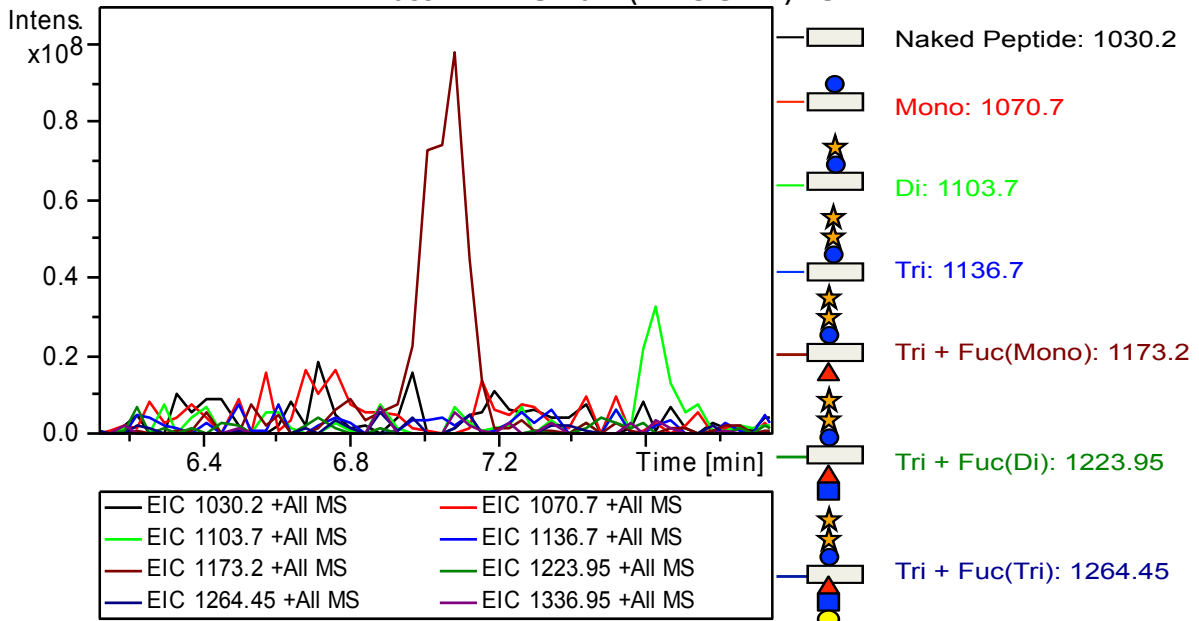 Intens.
x10⁸
0.8
0.6
0.4
0.2
0.0
6.4
6.8
7.2
Time [min]
EIC 1030.2 +All MS
EIC 1070.7 +All MS
EIC 1103.7 +All MS
EIC 1136.7 +All MS
EIC 1173.2 +All MS
EIC 1223.95 +All MS
EIC 1264.45 +All MS
EIC 1336.95 +All MS
Naked Peptide: 1030.2
Mono: 1070.7
Di: 1103.7
Tri: 1136.7
Tri + Fuc(Mono): 1173.2
Tri + Fuc(Di): 1223.95
Tri + Fuc(Tri): 1264.45